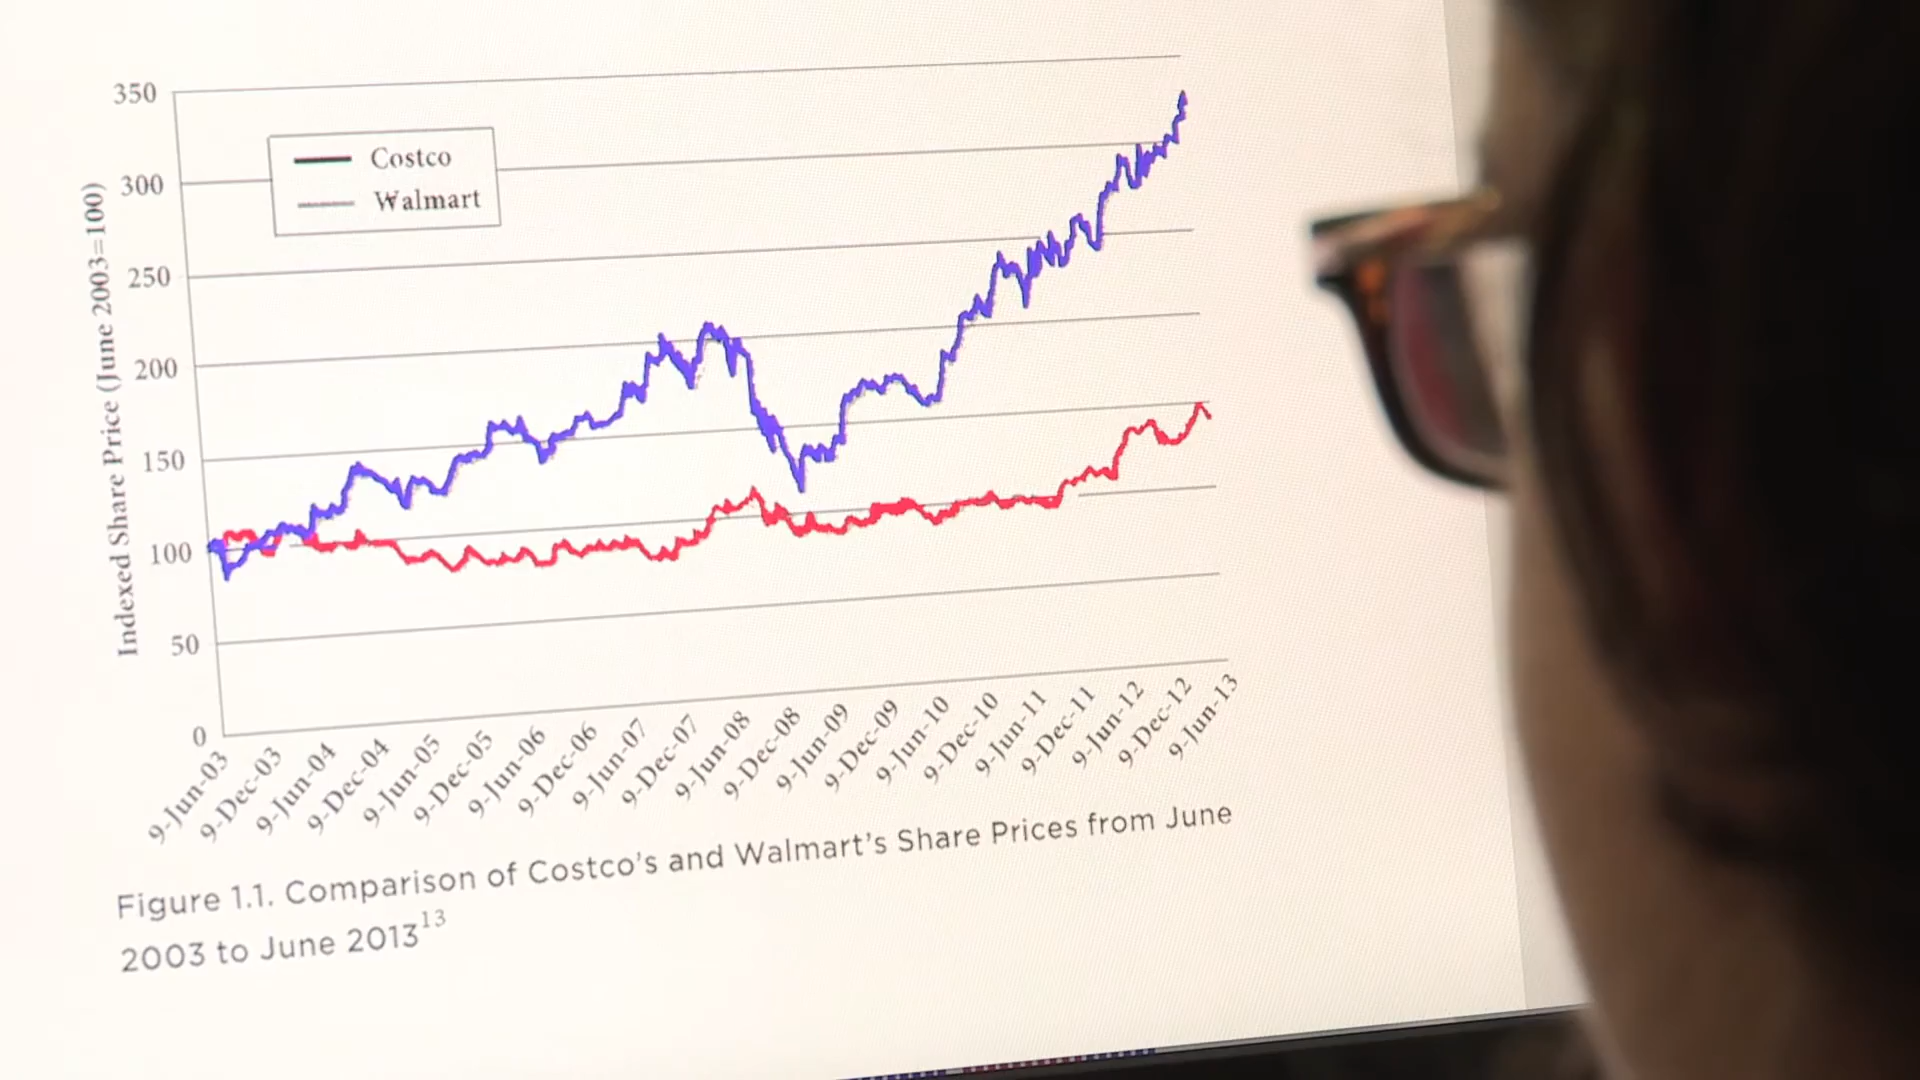 350
300
250
200
150
100
50
0
Indexed Share Price (June 2003=100)
Costco
Walmart
9-Jun-03
9-Dec-03
9-Jun-04
9-Dec-04
9-Jun-05
9-Dec-05
9-Jun-06
9-Dec-06
9-Jun-07
9-Dec-07
9-Jun-08
9-Dec-08
9-Jun-09
9-Dec-09
9-Jun-10
9-Dec-10
9-Jun-11
9-Dec-11
9-Jun-12
9-Dec-12
9-Jun-13
Figure 1.1. Comparison of Costco's and Walmart's Share Prices from June
2003 to June 2013¹³